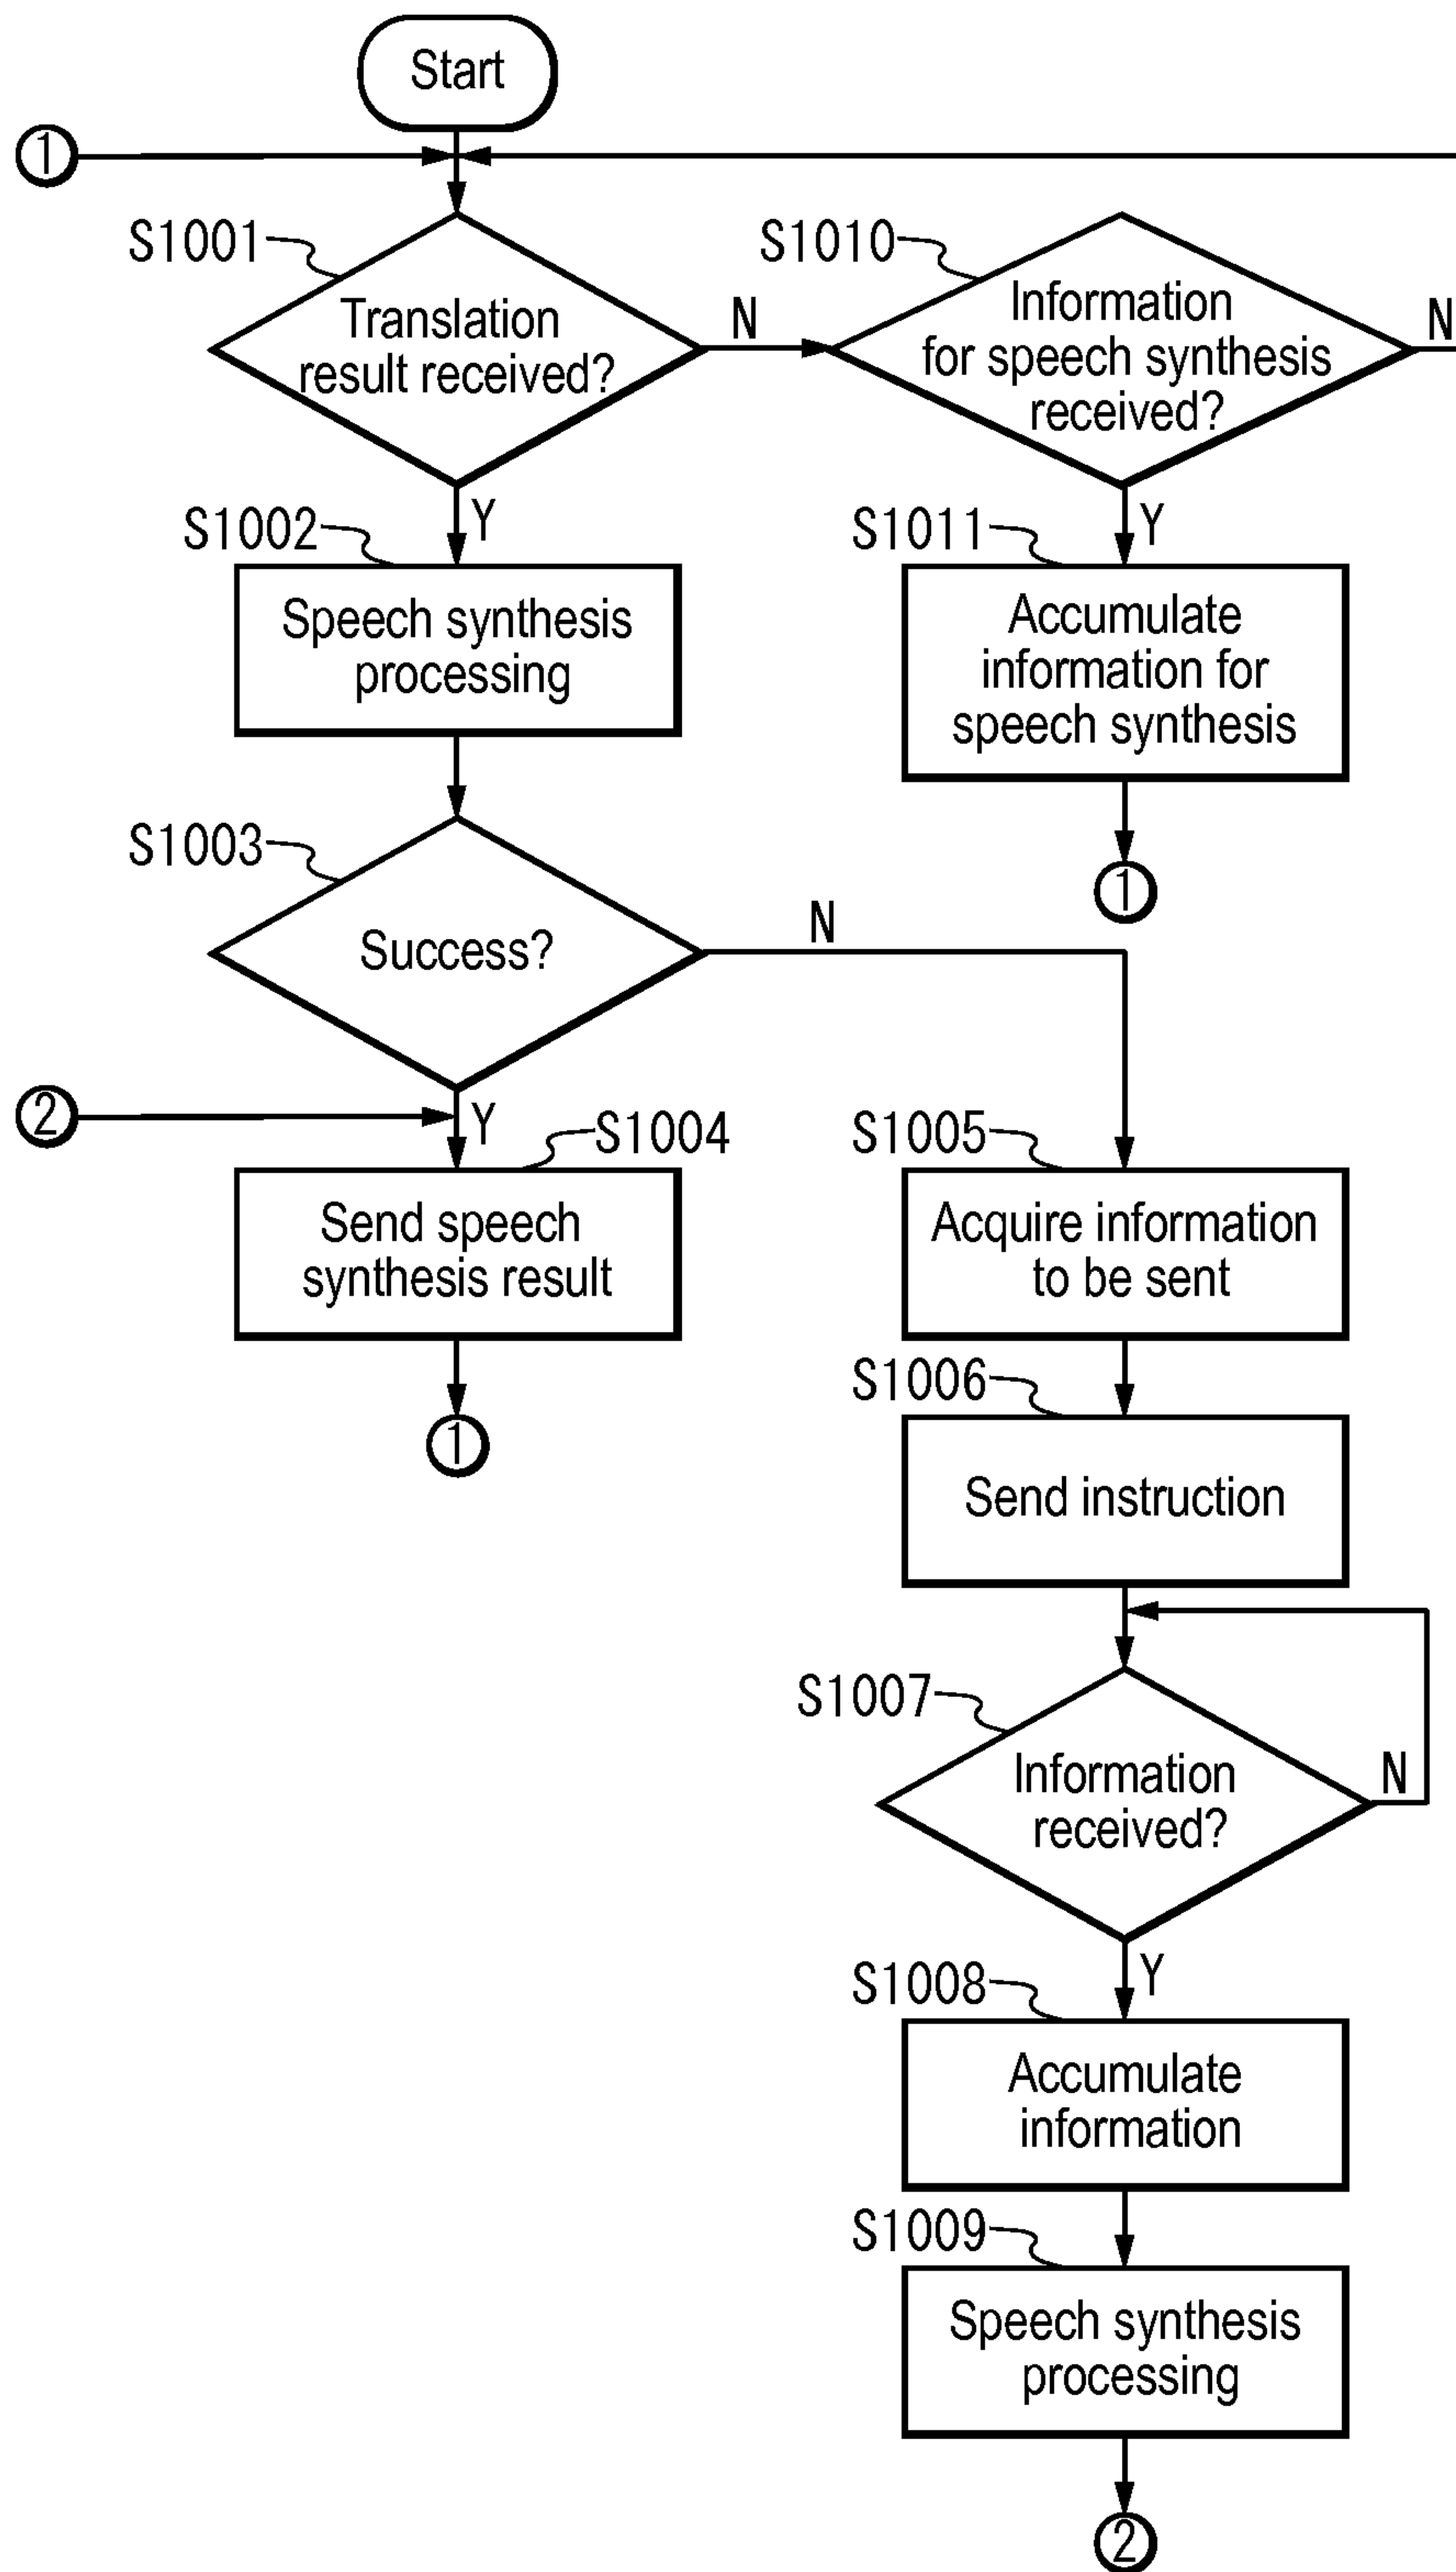 Start
1
S1001
Translation
result received?
N
S1010
Information
for speech synthesis
received?
N
Y
S1002
Speech synthesis
processing
Y
S1011
Accumulate
information for
speech synthesis
1
S1003
Success?
N
2
Y
S1004
Send speech
synthesis result
1
S1005
Acquire information
to be sent
S1006
Send instruction
S1007
Information
received?
N
Y
S1008
Accumulate
information
S1009
Speech synthesis
processing
2